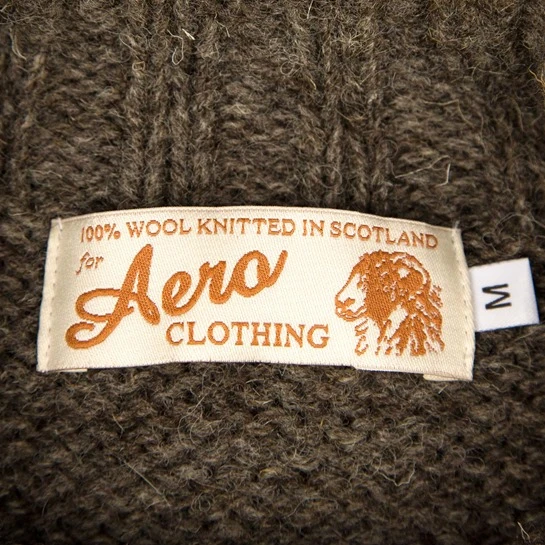 100% WOOL KNITTED IN SCOTLAND
for
Aero
CLOTHING
M